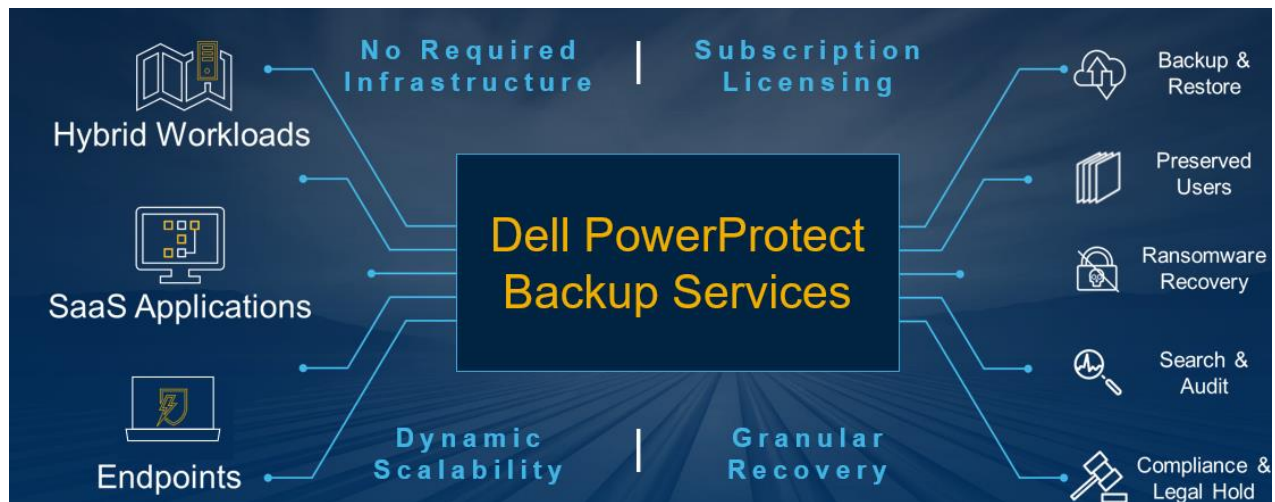 No Required
Infrastructure
|
Subscription
Licensing
Hybrid Workloads
SaaS Applications
Endpoints
Dell PowerProtect
Backup Services
Backup &
Restore
Preserved
Users
Ransomware
Recovery
Search &
Audit
Compliance &
Legal Hold
Dynamic
Scalability
|
Granular
Recovery